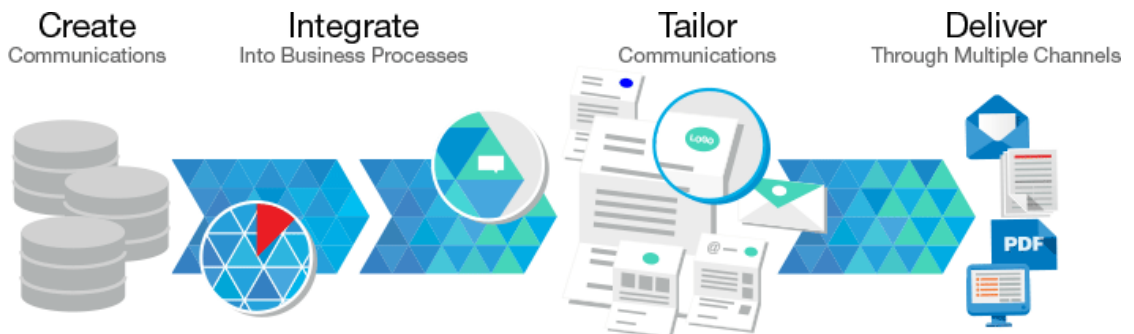 Create
Communications
Integrate
Into Business Processes
Tailor
Communications
Deliver
Through Multiple Channels
LOGO
@
PDF